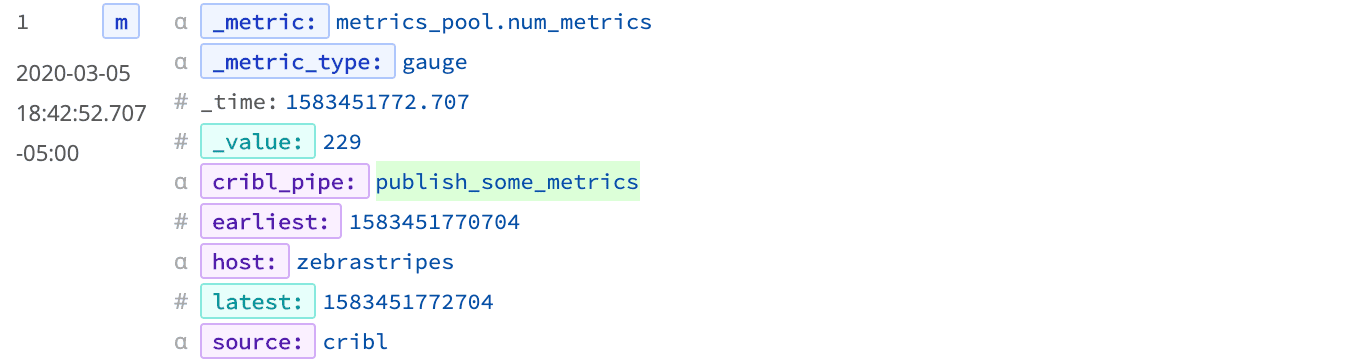 1 m α _metric: metrics_pool.num_metrics
α _metric_type: gauge
2020-03-05
# _time: 1583451772.707
18:42:52.707
# _value: 229
-05:00
α cribl_pipe: publish_some_metrics
# earliest: 1583451770704
α host: zebrastripes
# latest: 1583451772704
α source: cribl